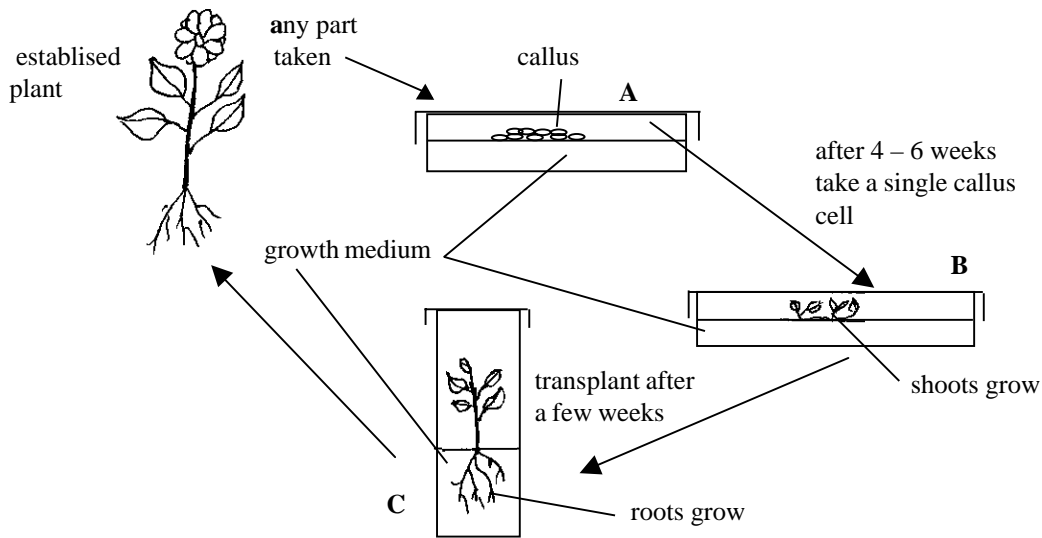 establised
plant
any part
taken
callus
A
after 4 – 6 weeks
take a single callus
cell
growth medium
B
shoots grow
transplant after
a few weeks
C
roots grow